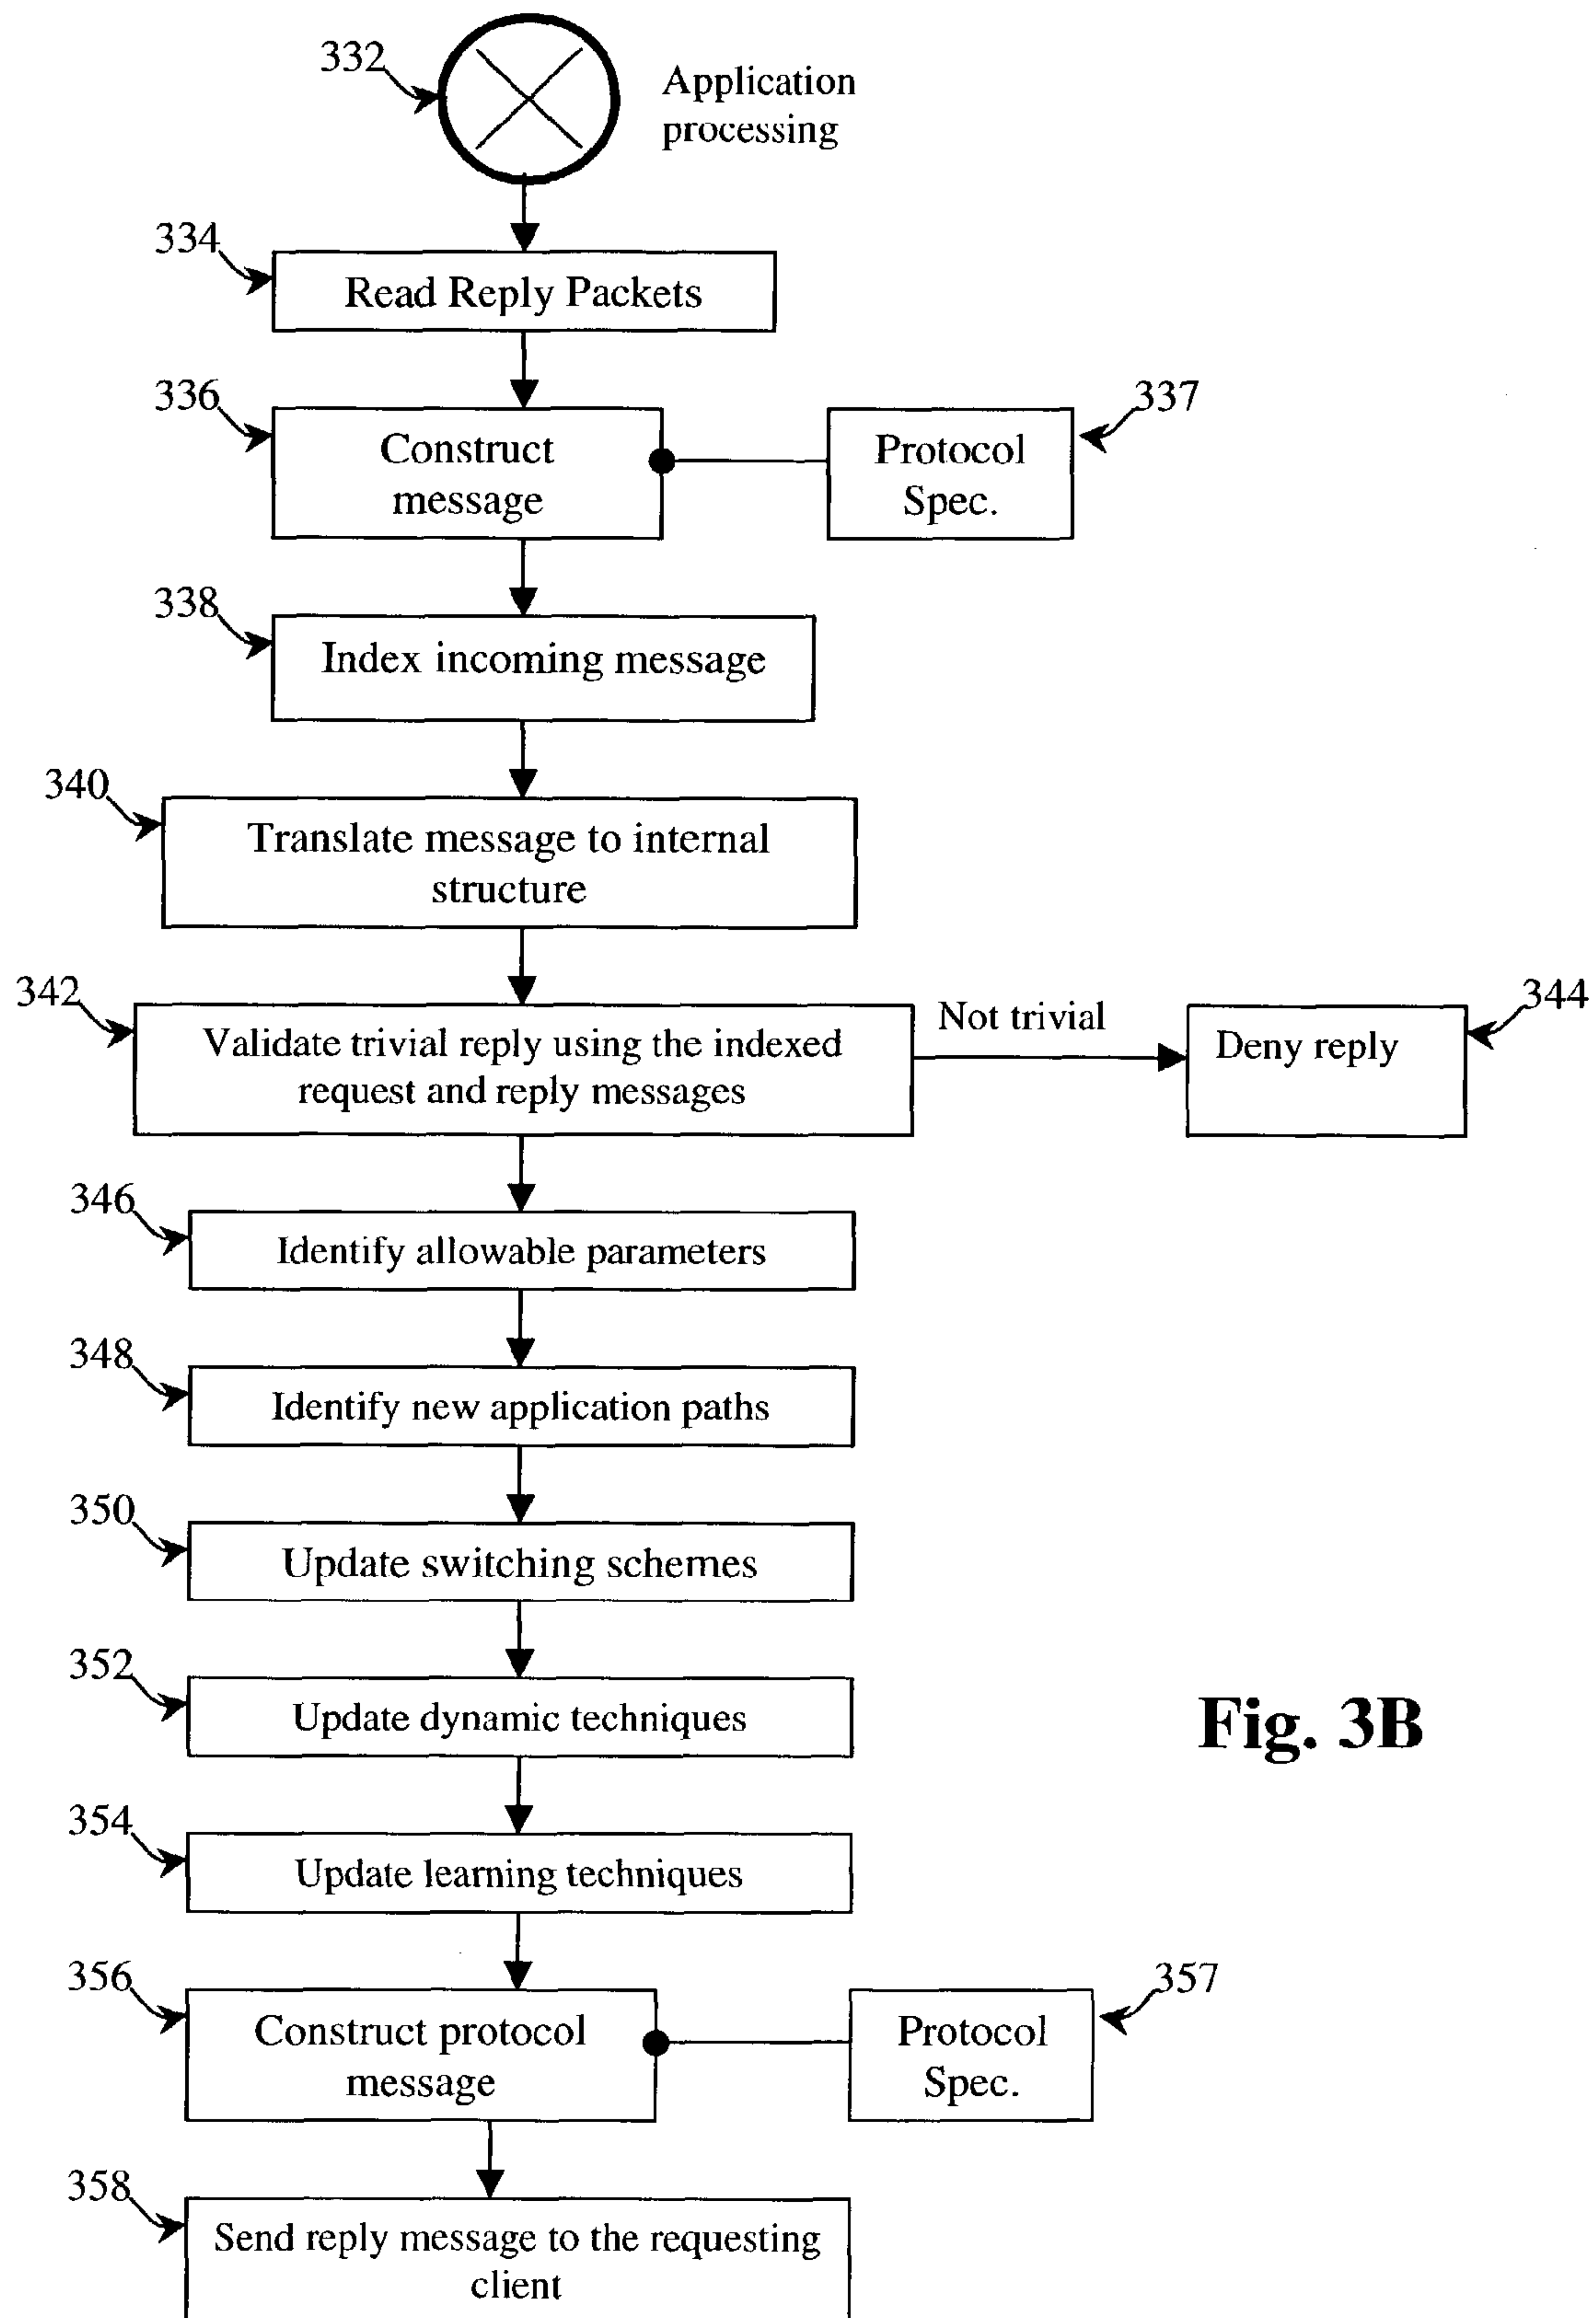 332
Application
processing
334
Read Reply Packets
336
Construct
message
337
Protocol
Spec.
338
Index incoming message
340
Translate message to internal
structure
342
Validate trivial reply using the indexed
request and reply messages
Not trivial
344
Deny reply
346
Identify allowable parameters
348
Identify new application paths
350
Update switching schemes
352
Update dynamic techniques
Fig. 3B
354
Update learning techniques
356
Construct protocol
message
357
Protocol
Spec.
358
Send reply message to the requesting
client